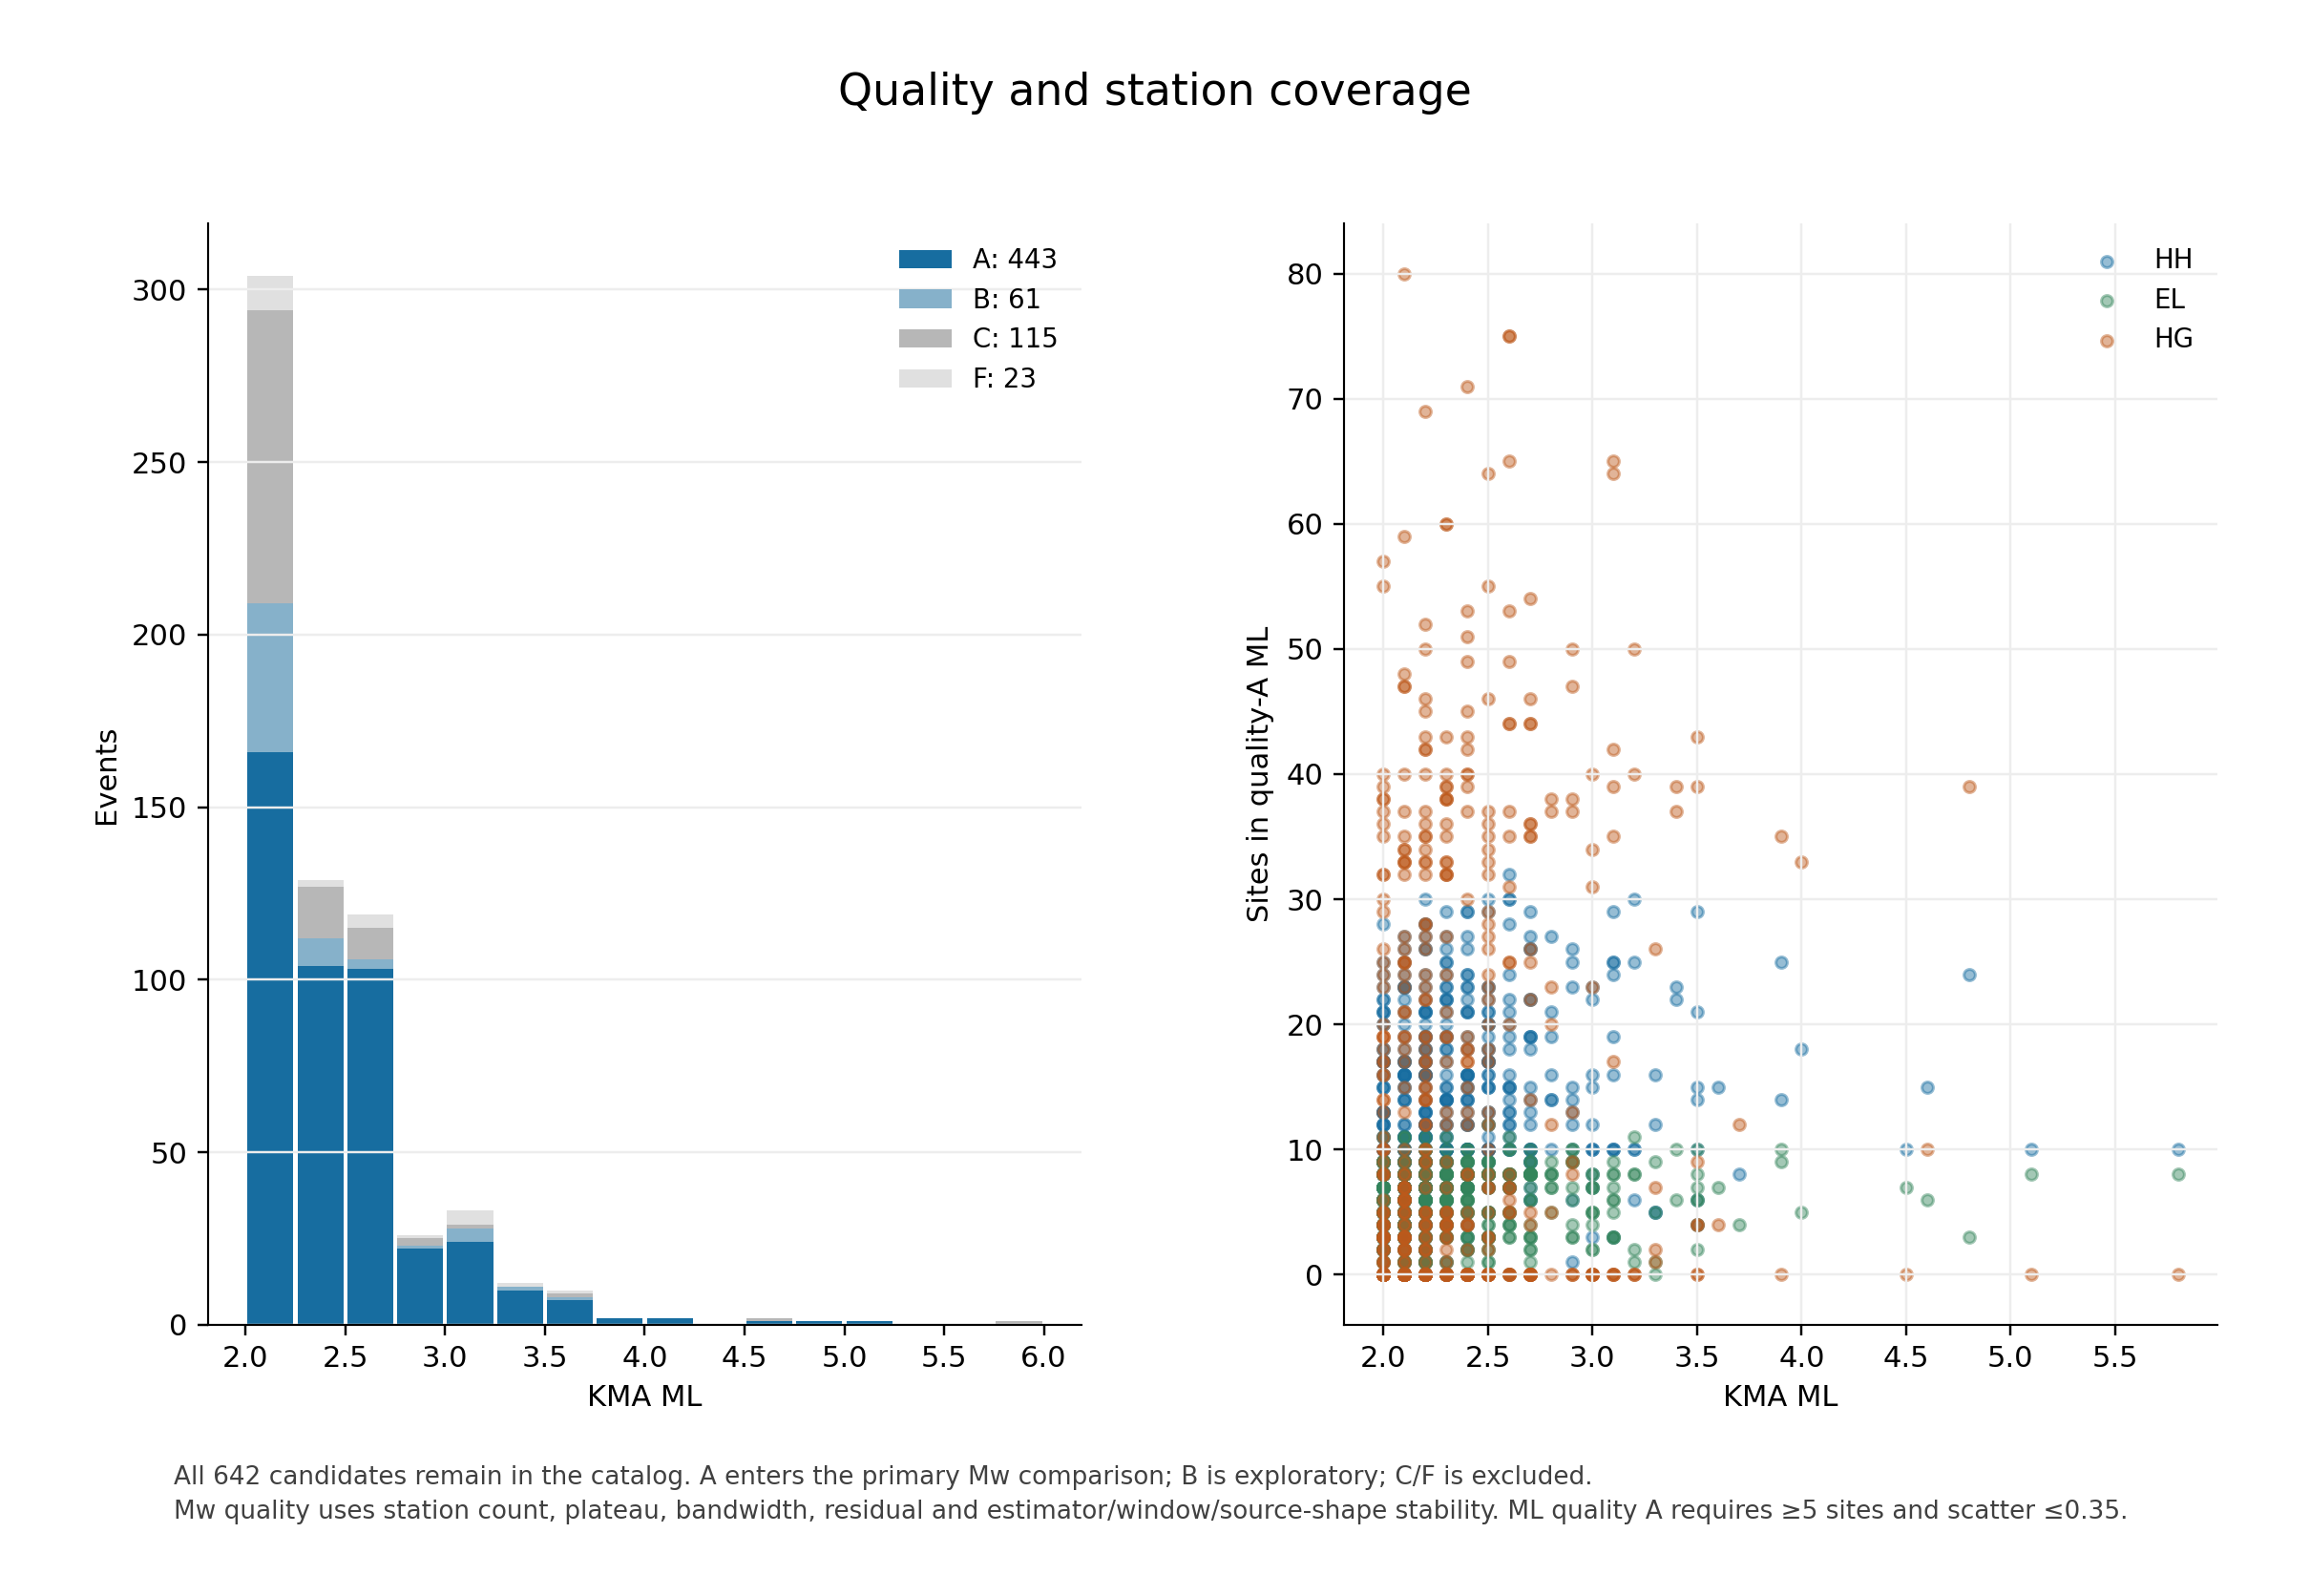 Quality and station coverage
Events
300
250
200
150
100
50
0
2.0 2.5 3.0 3.5 4.0 4.5 5.0 5.5 6.0
KMA ML
A: 443
B: 61
C: 115
F: 23
Sites in quality-A ML
80
70
60
50
40
30
20
10
0
2.0 2.5 3.0 3.5 4.0 4.5 5.0 5.5
KMA ML
HH
EL
HG
All 642 candidates remain in the catalog. A enters the primary Mw comparison; B is exploratory; C/F is excluded.
Mw quality uses station count, plateau, bandwidth, residual and estimator/window/source-shape stability. ML quality A requires ≥5 sites and scatter ≤0.35.